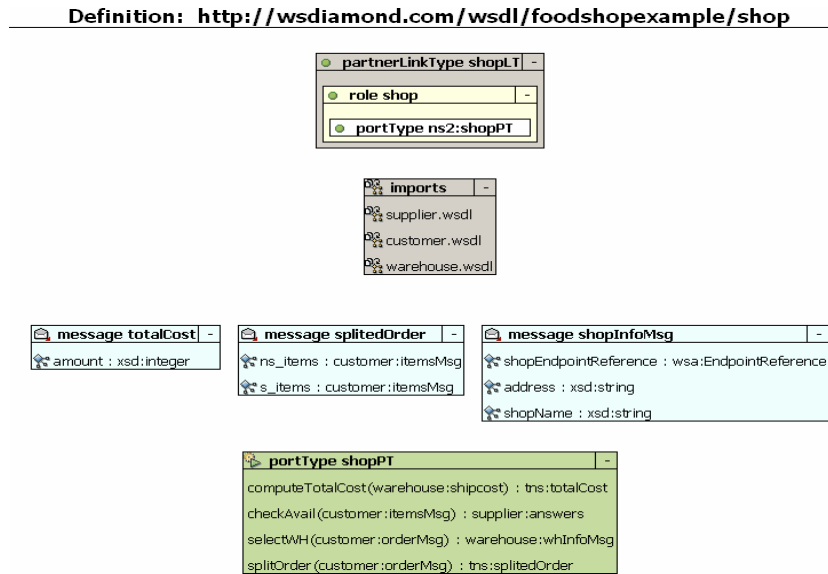 Definition: http://wsdiamond.com/wsdl/foodshopexample/shop
partnerLinkType shopLT -
role shop -
portType ns2:shopPT
imports -
supplier.wsdl
customer.wsdl
warehouse.wsdl
message totalCost -
amount : xsd:integer
message splitedOrder -
ns_items : customer:itemsMsg
s_items : customer:itemsMsg
message shopInfoMsg -
shopEndpointReference : wsa:EndpointReference
address : xsd:string
shopName : xsd:string
portType shopPT -
computeTotalCost(warehouse:shipcost) : tns:totalCost
checkAvail(customer:itemsMsg) : supplier:answers
selectWH(customer:orderMsg) : warehouse:whInfoMsg
splitOrder(customer:orderMsg) : tns:splitedOrder